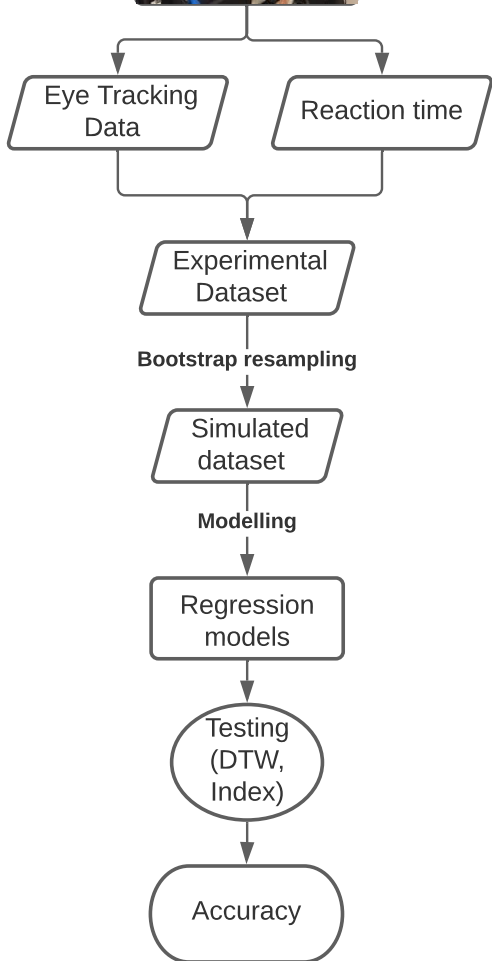 Eye Tracking
Data
Reaction time
Experimental
Dataset
Bootstrap resampling
Simulated
dataset
Modelling
Regression
models
Testing
(DTW,
Index)
Accuracy